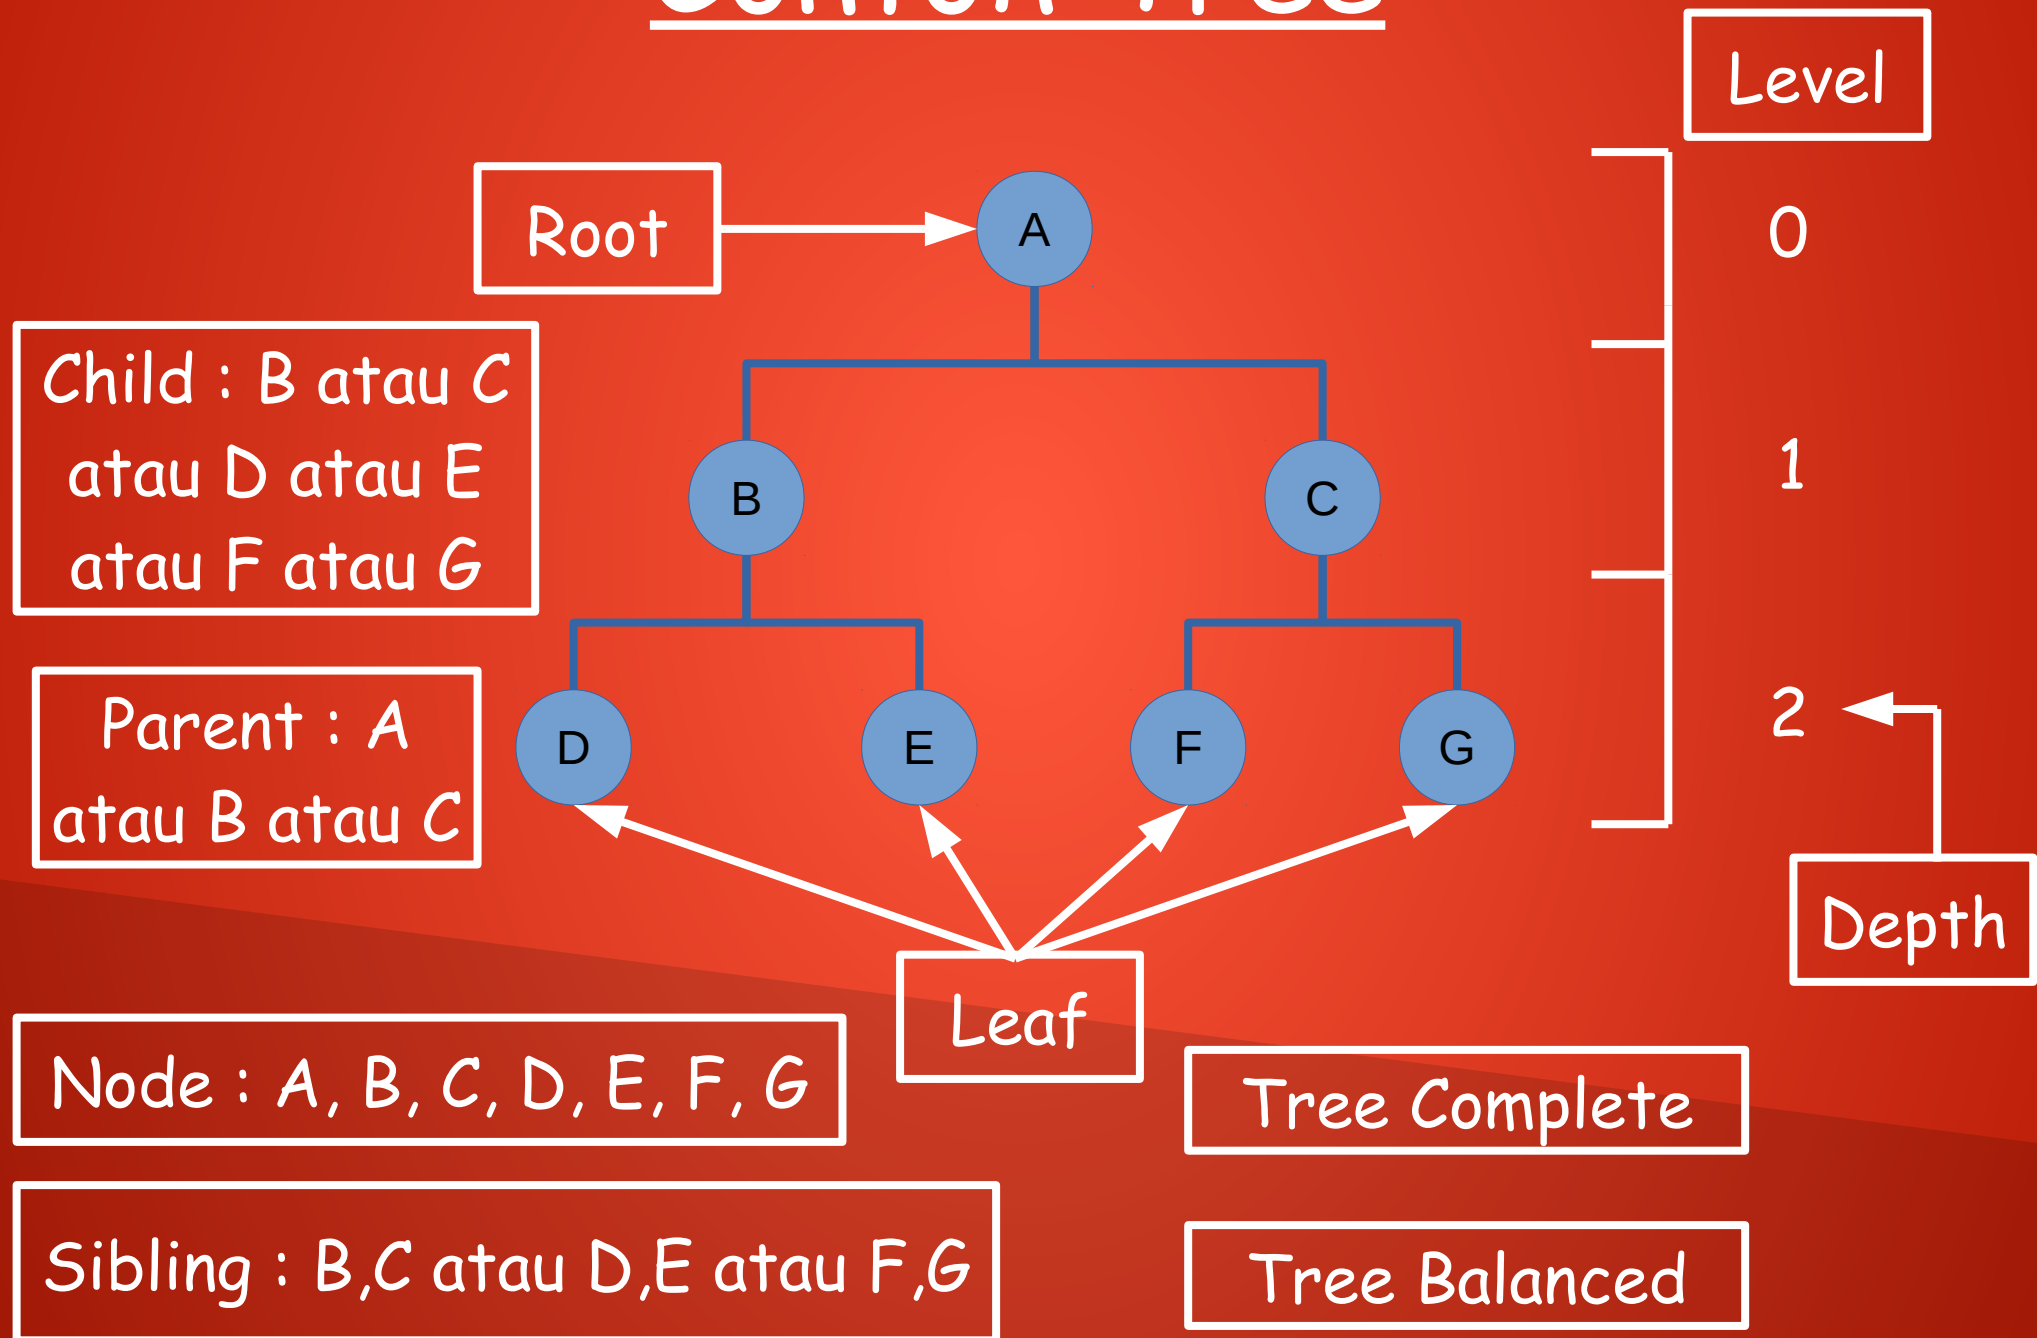 Level
Root
A
0
Child : B atau C
atau D atau E
atau F atau G
B
C
1
Parent : A
atau B atau C
D
E
F
G
2
Depth
Leaf
Node : A, B, C, D, E, F, G
Tree Complete
Sibling : B,C atau D,E atau F,G
Tree Balanced